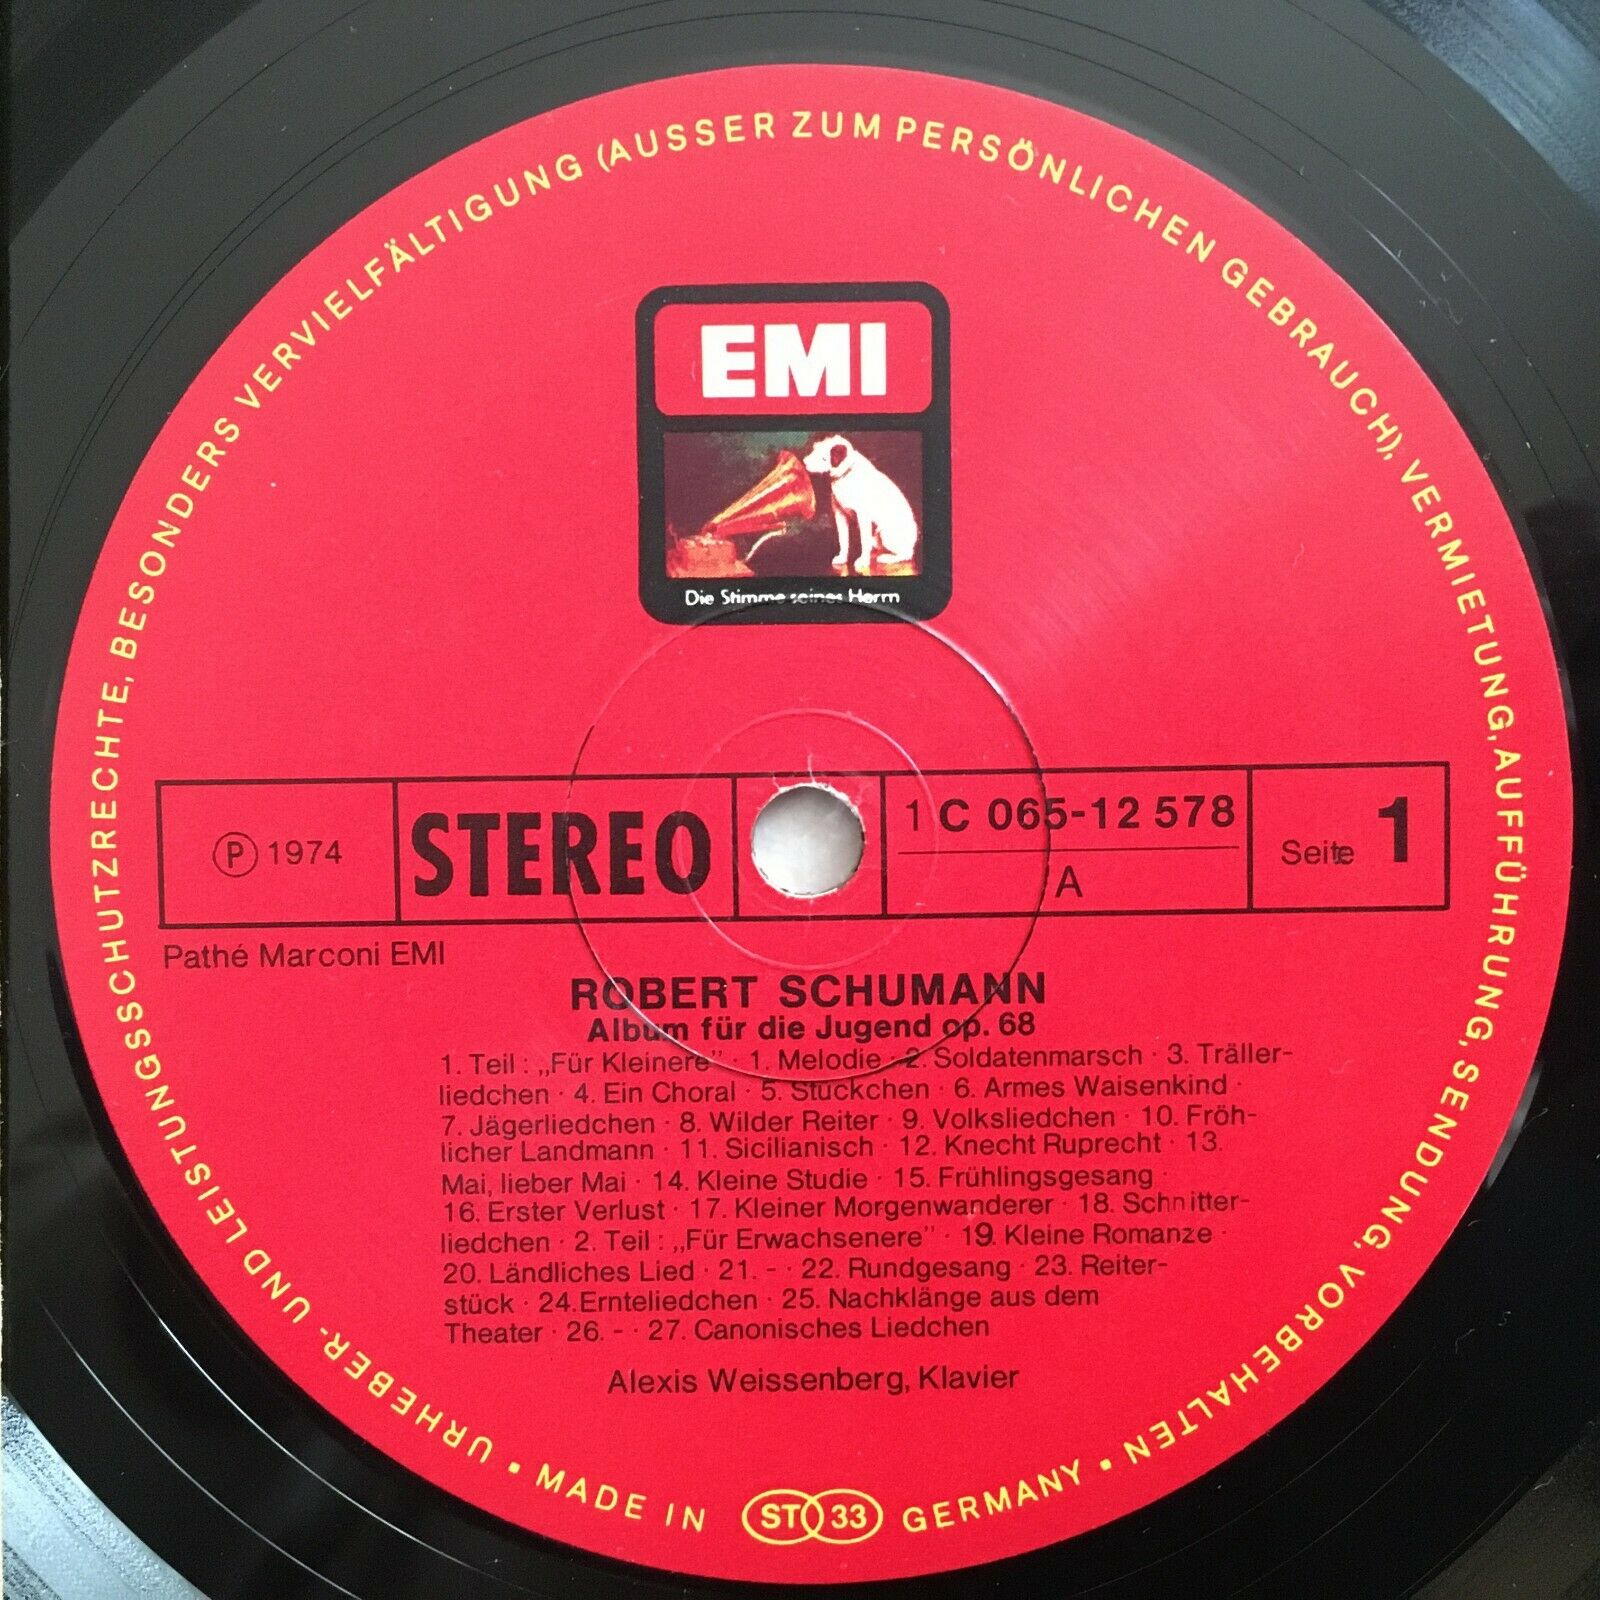 URHEBER- UND LEISTUNGSSCHUTZRECHTE, BESONDERS VERVIELFÄLTIGUNG (AUSSER ZUM PERSÖNLICHEN GEBRAUCH), VERMIETUNG, AUFFÜHRUNG, SENDUNG, VORBEHALTEN •
EMI
Die Stimme seines Herrn
Ⓟ 1974
STEREO
1 C 065-12 578
A
Seite 1
Pathé Marconi EMI
ROBERT SCHUMANN
Album für die Jugend op. 68
1. Teil: „Für Kleinere” · 1. Melodie · 2. Soldatenmarsch · 3. Träller-
liedchen · 4. Ein Choral · 5. Stückchen · 6. Armes Waisenkind ·
7. Jägerliedchen · 8. Wilder Reiter · 9. Volksliedchen · 10. Fröh-
licher Landmann · 11. Sicilianisch · 12. Knecht Ruprecht · 13.
Mai, lieber Mai · 14. Kleine Studie · 15. Frühlingsgesang ·
16. Erster Verlust · 17. Kleiner Morgenwanderer · 18. Schnitter-
liedchen · 2. Teil: „Für Erwachsenere” · 19. Kleine Romanze ·
20. Ländliches Lied · 21. - · 22. Rundgesang · 23. Reiter-
stück · 24. Ernteliedchen · 25. Nachklänge aus dem
Theater · 26. - · 27. Canonisches Liedchen
Alexis Weissenberg, Klavier
• MADE IN ST 33 GERMANY